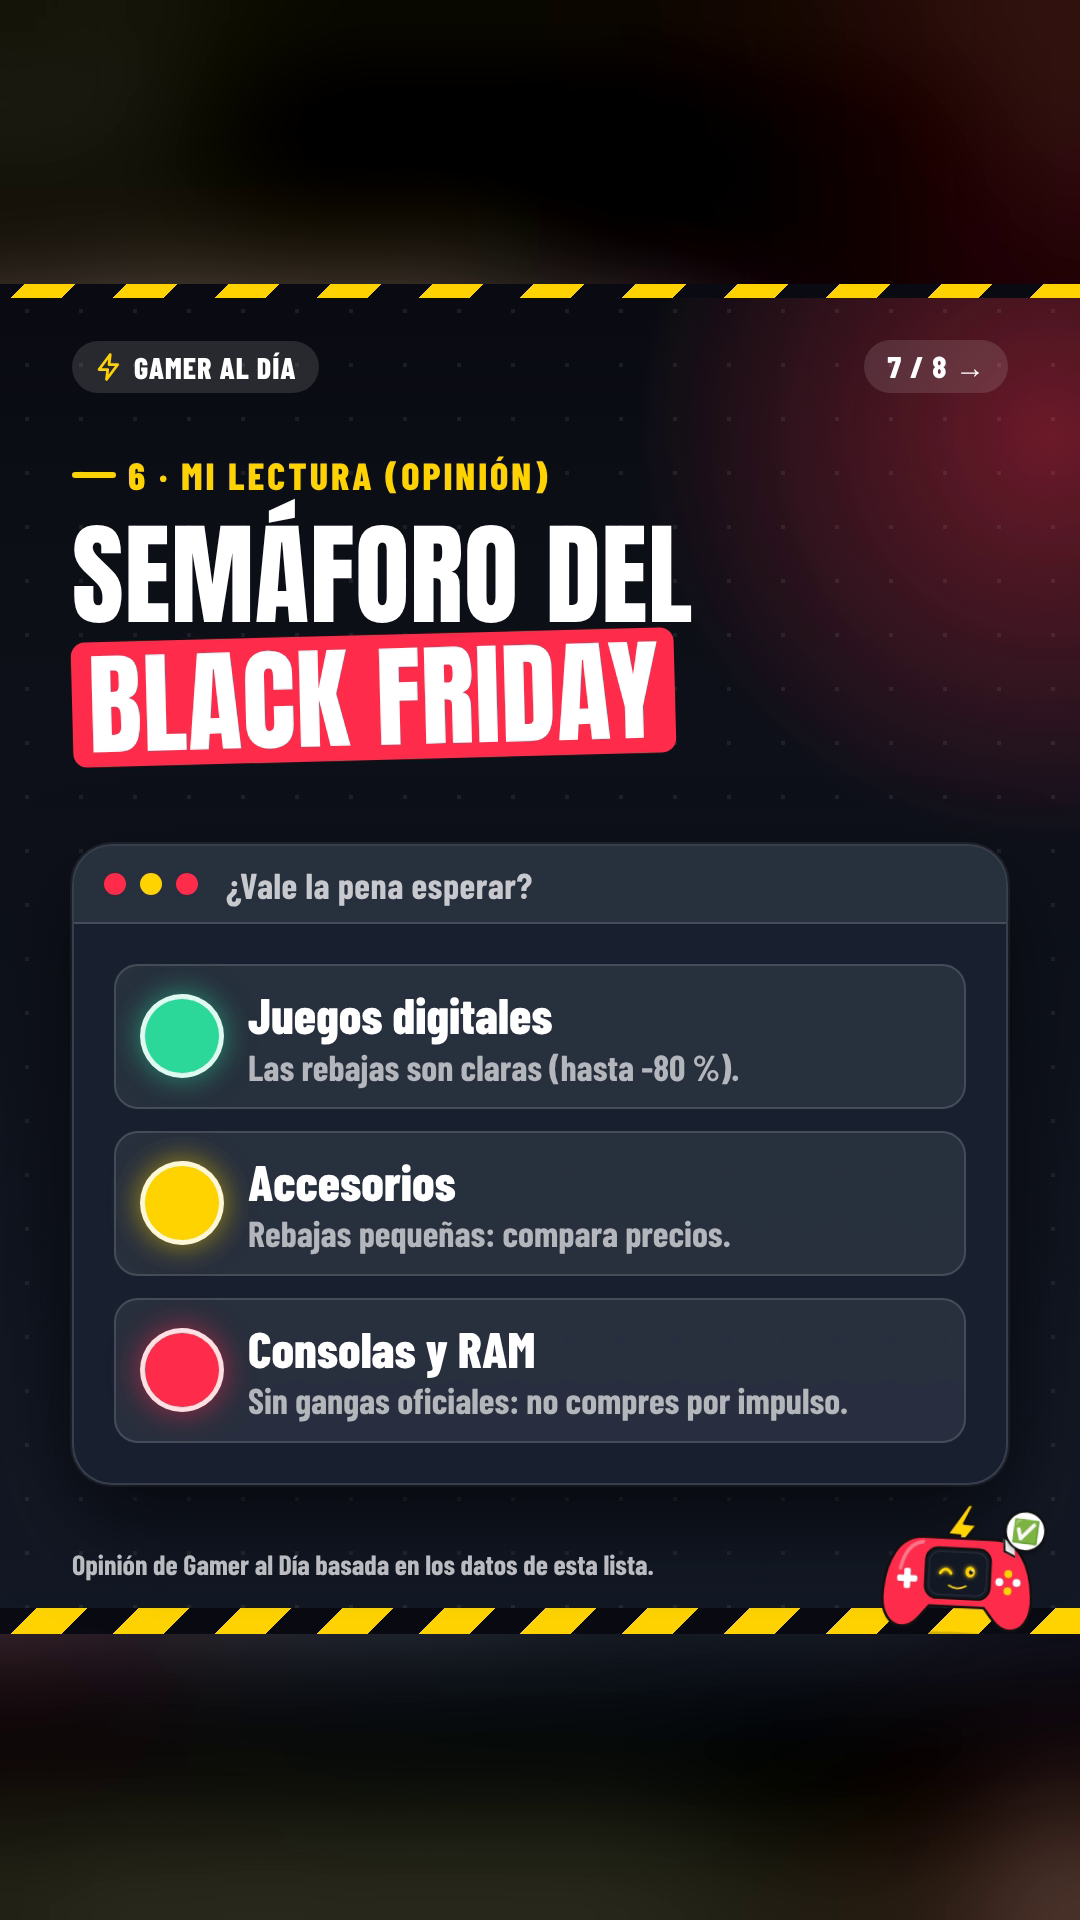 GAMER AL DÍA
7 / 8 →
6 · MI LECTURA (OPINIÓN)
SEMÁFORO DEL
BLACK FRIDAY
¿Vale la pena esperar?
Juegos digitales
Las rebajas son claras (hasta -80 %).
Accesorios
Rebajas pequeñas: compara precios.
Consolas y RAM
Sin gangas oficiales: no compres por impulso.
Opinión de Gamer al Día basada en los datos de esta lista.